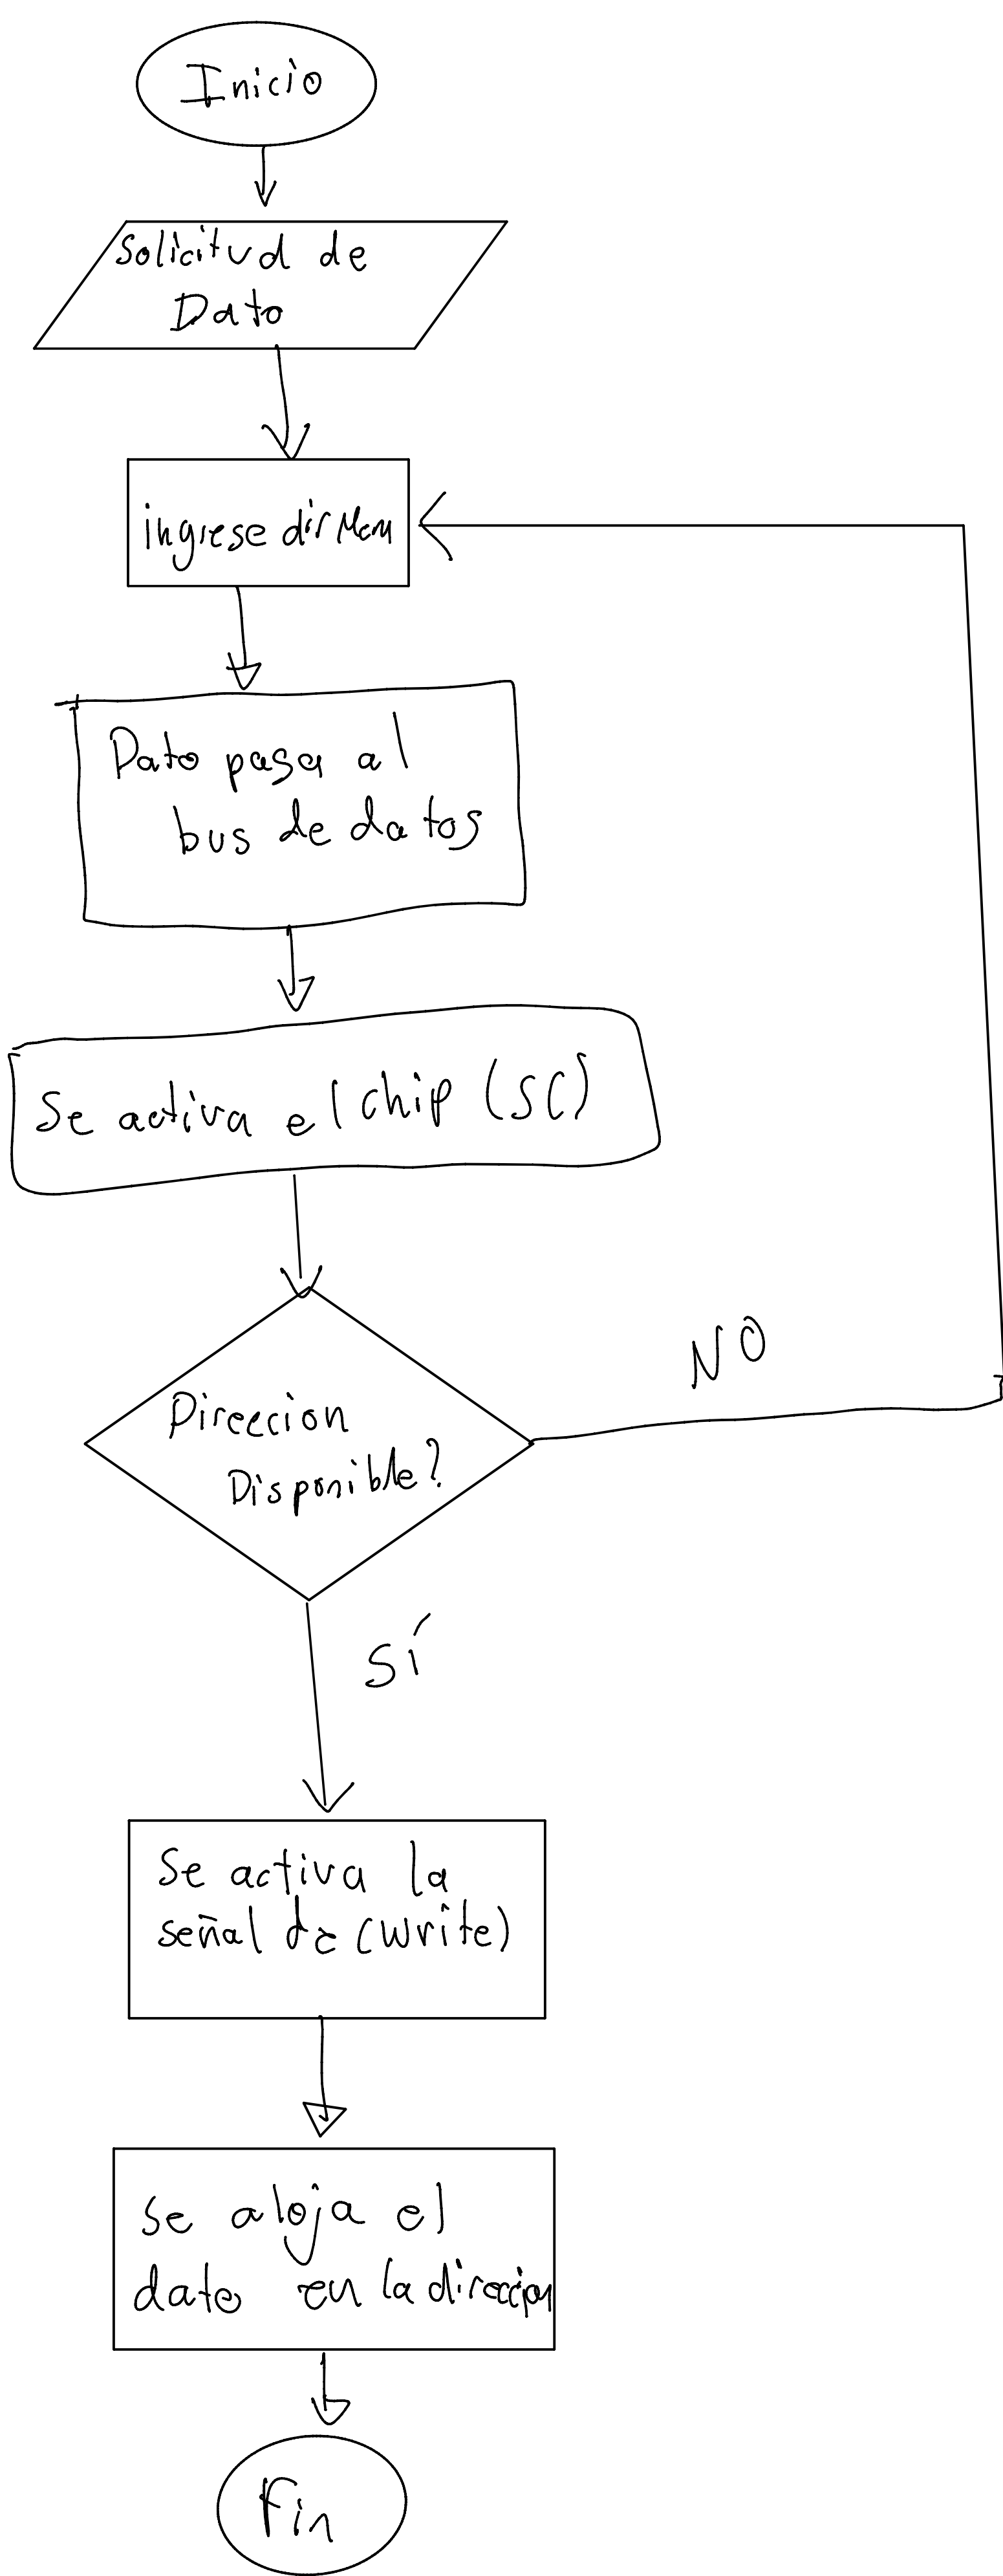 Inicio
Solicitud de
Dato
ingrese dir Mem
Dato pasa al
bus de datos
Se activa el chip (SC)
NO
Direccion
Disponible?
SÍ
Se activa la
señal de (write)
Se aloja el
dato en la direccion
Fin